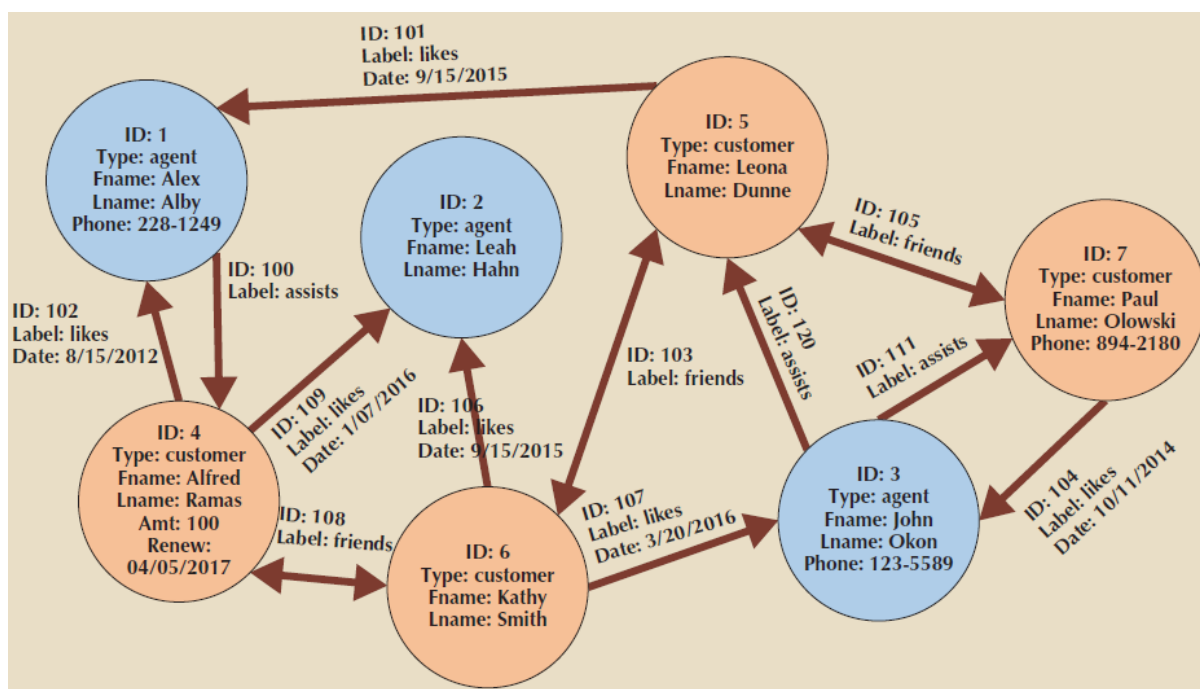 ID: 101
Label: likes
Date: 9/15/2015
ID: 1
Type: agent
Fname: Alex
Lname: Alby
Phone: 228-1249
ID: 2
Type: agent
Fname: Leah
Lname: Hahn
ID: 5
Type: customer
Fname: Leona
Lname: Dunne
ID: 105
Label: friends
ID: 7
Type: customer
Fname: Paul
Lname: Olowski
Phone: 894-2180
ID: 100
Label: assists
ID: 102
Label: likes
Date: 8/15/2012
ID: 109
Label: likes
Date: 1/07/2016
ID: 106
Label: likes
Date: 9/15/2015
ID: 103
Label: friends
ID: 120
Label: assists
ID: 111
Label: assists
ID: 4
Type: customer
Fname: Alfred
Lname: Ramas
Amt: 100
Renew:
04/05/2017
ID: 108
Label: friends
ID: 6
Type: customer
Fname: Kathy
Lname: Smith
ID: 107
Label: likes
Date: 3/20/2016
ID: 3
Type: agent
Fname: John
Lname: Okon
Phone: 123-5589
ID: 104
Label: likes
Date: 10/11/2014